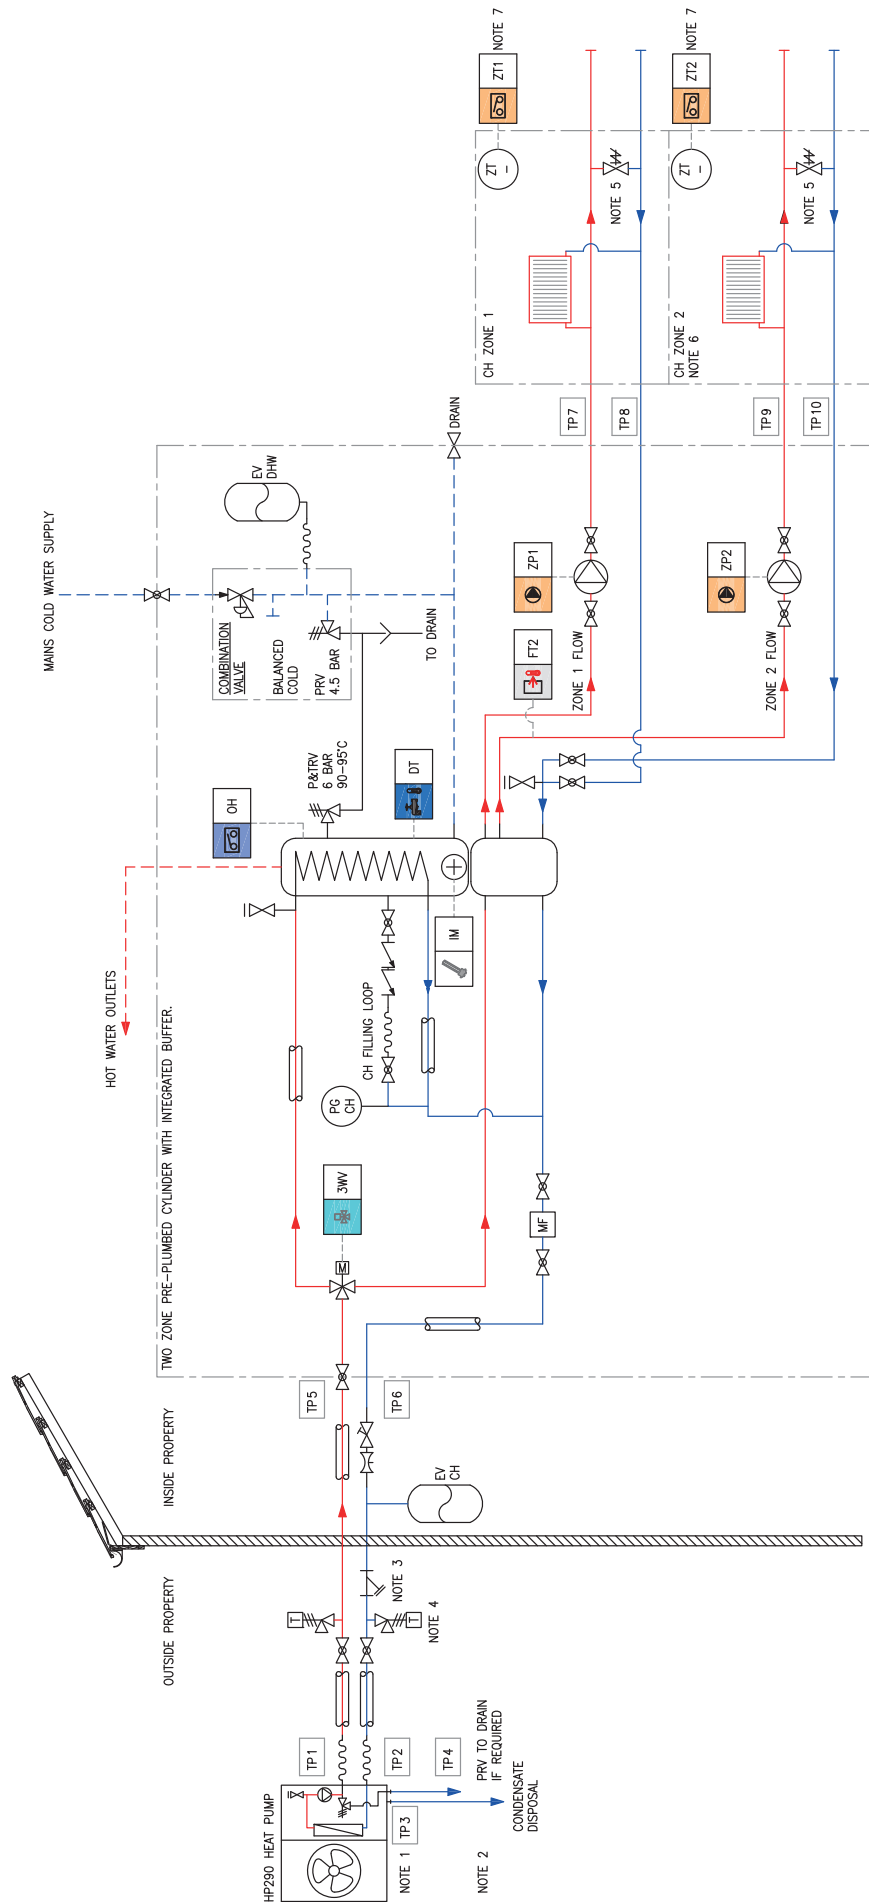 MAINS COLD WATER SUPPLY
HOT WATER OUTLETS
TWO ZONE PRE-PLUMBED CYLINDER WITH INTEGRATED BUFFER.
INSIDE PROPERTY
OUTSIDE PROPERTY
HP290 HEAT PUMP
NOTE 1
NOTE 2
TP1
TP2
TP3
TP4
PRV TO DRAIN
IF REQUIRED
CONDENSATE
DISPOSAL
T
T
NOTE 4
NOTE 3
EV
CH
TP5
TP6
M
3WV
MF
PG
CH
CH FILLING LOOP
IM
OH
DT
P&TRV
6 BAR
90-95°C
COMBINATION
VALVE
BALANCED
COLD
PRV
4.5 BAR
TO DRAIN
EV
DHW
DRAIN
FT2
ZONE 1 FLOW
ZP1
ZONE 2 FLOW
ZP2
TP7
TP8
TP9
TP10
CH ZONE 1
CH ZONE 2
NOTE 6
NOTE 5
NOTE 5
ZT
ZT
ZT1
NOTE 7
ZT2
NOTE 7